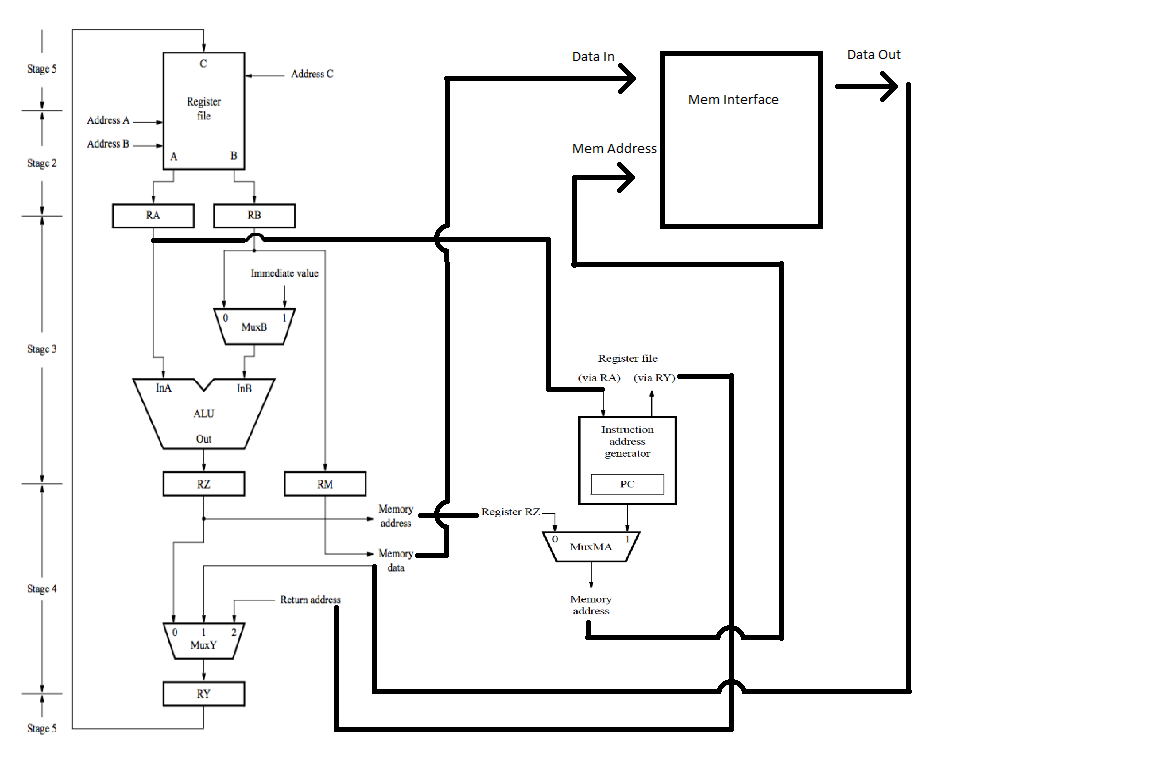 Stage 5
Stage 2
Stage 3
Stage 4
Stage 5
C
Address C
Register
file
Address A
Address B
A
B
RA
RB
Immediate value
0
1
MuxB
InA
InB
ALU
Out
RZ
RM
Memory
address
Memory
data
Return address
0
1
2
MuxY
RY
Data In
Mem Address
Mem Interface
Data Out
Register file
(via RA)
(via RY)
Instruction
address
generator
PC
Register RZ
0
1
MuxMA
Memory
address